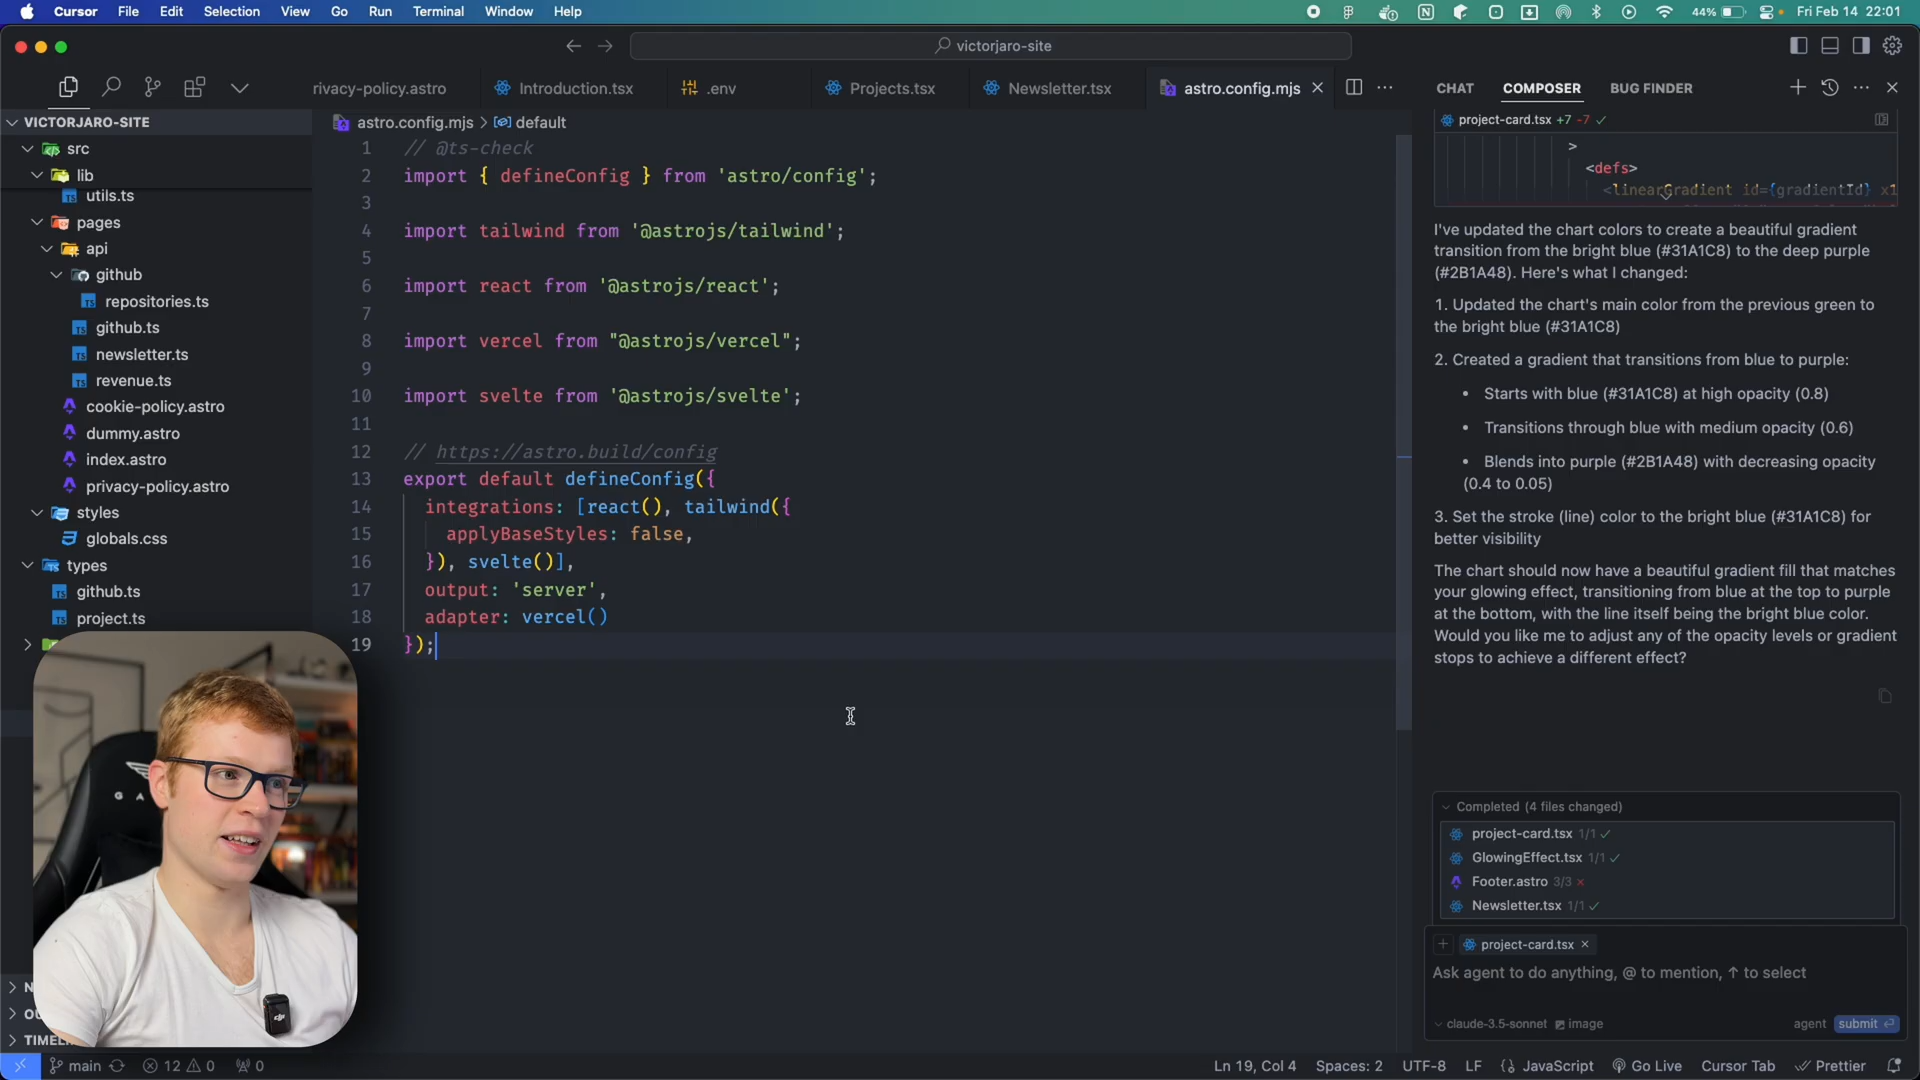 Cursor File Edit Selection View Go Run Terminal Window Help
44% Fri Feb 14 22:01
victorjaro-site
rivacy-policy.astro Introduction.tsx .env Projects.tsx Newsletter.tsx astro.config.mjs
CHAT COMPOSER BUG FINDER
VICTORJARO-SITE
src
lib
utils.ts
pages
api
github
repositories.ts
github.ts
newsletter.ts
revenue.ts
cookie-policy.astro
dummy.astro
index.astro
privacy-policy.astro
styles
globals.css
types
github.ts
project.ts
TIMEL
astro.config.mjs > default
1 // @ts-check
2 import { defineConfig } from 'astro/config';
3
4 import tailwind from '@astrojs/tailwind';
5
6 import react from '@astrojs/react';
7
8 import vercel from "@astrojs/vercel";
9
10 import svelte from '@astrojs/svelte';
11
12 // https://astro.build/config
13 export default defineConfig({
14 integrations: [react(), tailwind({
15 applyBaseStyles: false,
16 }), svelte()],
17 output: 'server',
18 adapter: vercel()
19 });
project-card.tsx +7 -7
>
<defs>
<linearGradient id={gradientId} x1
I've updated the chart colors to create a beautiful gradient
transition from the bright blue (#31A1C8) to the deep purple
(#2B1A48). Here's what I changed:
1. Updated the chart's main color from the previous green to
the bright blue (#31A1C8)
2. Created a gradient that transitions from blue to purple:
• Starts with blue (#31A1C8) at high opacity (0.8)
• Transitions through blue with medium opacity (0.6)
• Blends into purple (#2B1A48) with decreasing opacity
(0.4 to 0.05)
3. Set the stroke (line) color to the bright blue (#31A1C8) for
better visibility
The chart should now have a beautiful gradient fill that matches
your glowing effect, transitioning from blue at the top to purple
at the bottom, with the line itself being the bright blue color.
Would you like me to adjust any of the opacity levels or gradient
stops to achieve a different effect?
Completed (4 files changed)
project-card.tsx 1/1
GlowingEffect.tsx 1/1
Footer.astro 3/3
Newsletter.tsx 1/1
project-card.tsx
Ask agent to do anything, @ to mention, ↑ to select
claude-3.5-sonnet image agent submit
main 12 0 0
Ln 19, Col 4 Spaces: 2 UTF-8 LF {} JavaScript Go Live Cursor Tab Prettier